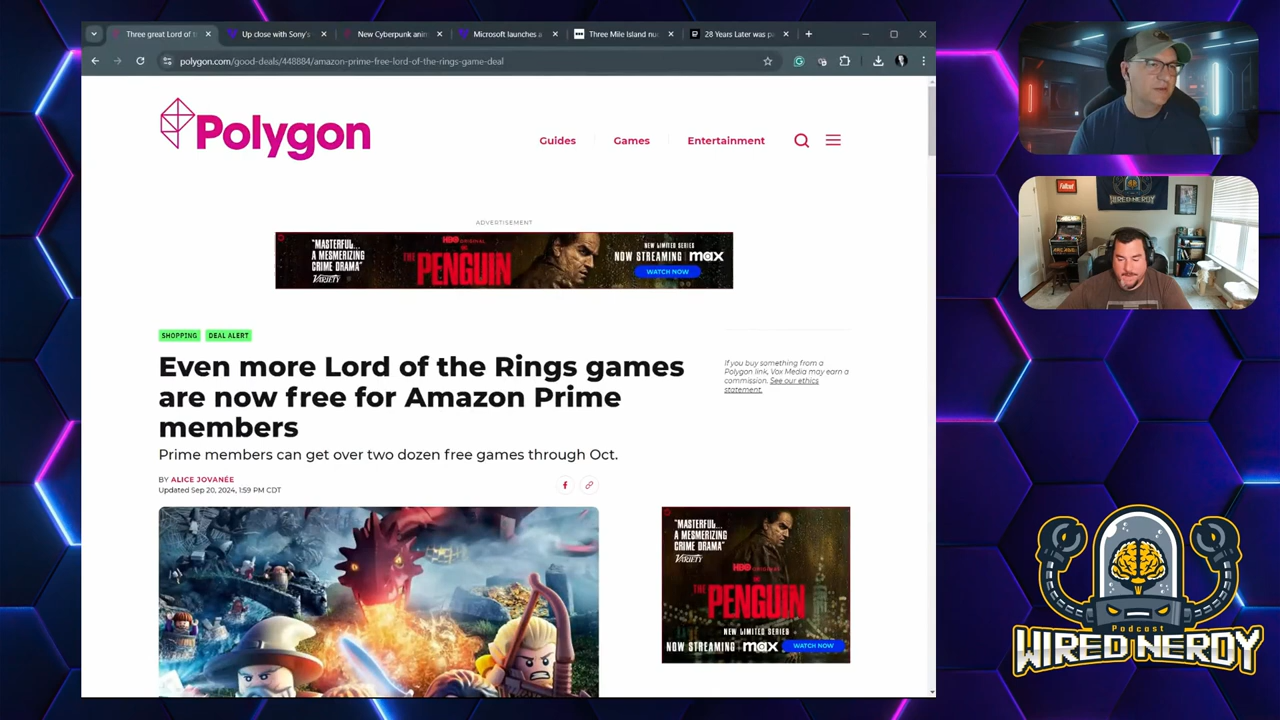 Three great Lord of t
Up close with Sony's
New Cyberpunk anim
Microsoft launches a
Three Mile Island nu
28 Years Later was pa
polygon.com/good-deals/448884/amazon-prime-free-lord-of-the-rings-game-deal
Polygon
Guides
Games
Entertainment
ADVERTISEMENT
"MASTERFUL...
A MESMERIZING
CRIME DRAMA"
VARIETY
HBO ORIGINAL
THE PENGUIN
NEW LIMITED SERIES
NOW STREAMING max
WATCH NOW
SHOPPING
DEAL ALERT
Even more Lord of the Rings games
are now free for Amazon Prime
members
Prime members can get over two dozen free games through Oct.
BY ALICE JOVANÉE
Updated Sep 20, 2024, 1:59 PM CDT
If you buy something from a
Polygon link, Vox Media may earn a
commission. See our ethics
statement.
"MASTERFUL...
A MESMERIZING
CRIME DRAMA"
VARIETY
HBO ORIGINAL
THE PENGUIN
NEW LIMITED SERIES
NOW STREAMING max
WATCH NOW
Fallout
WIRED NERDY
Podcast
WIRED NERDY